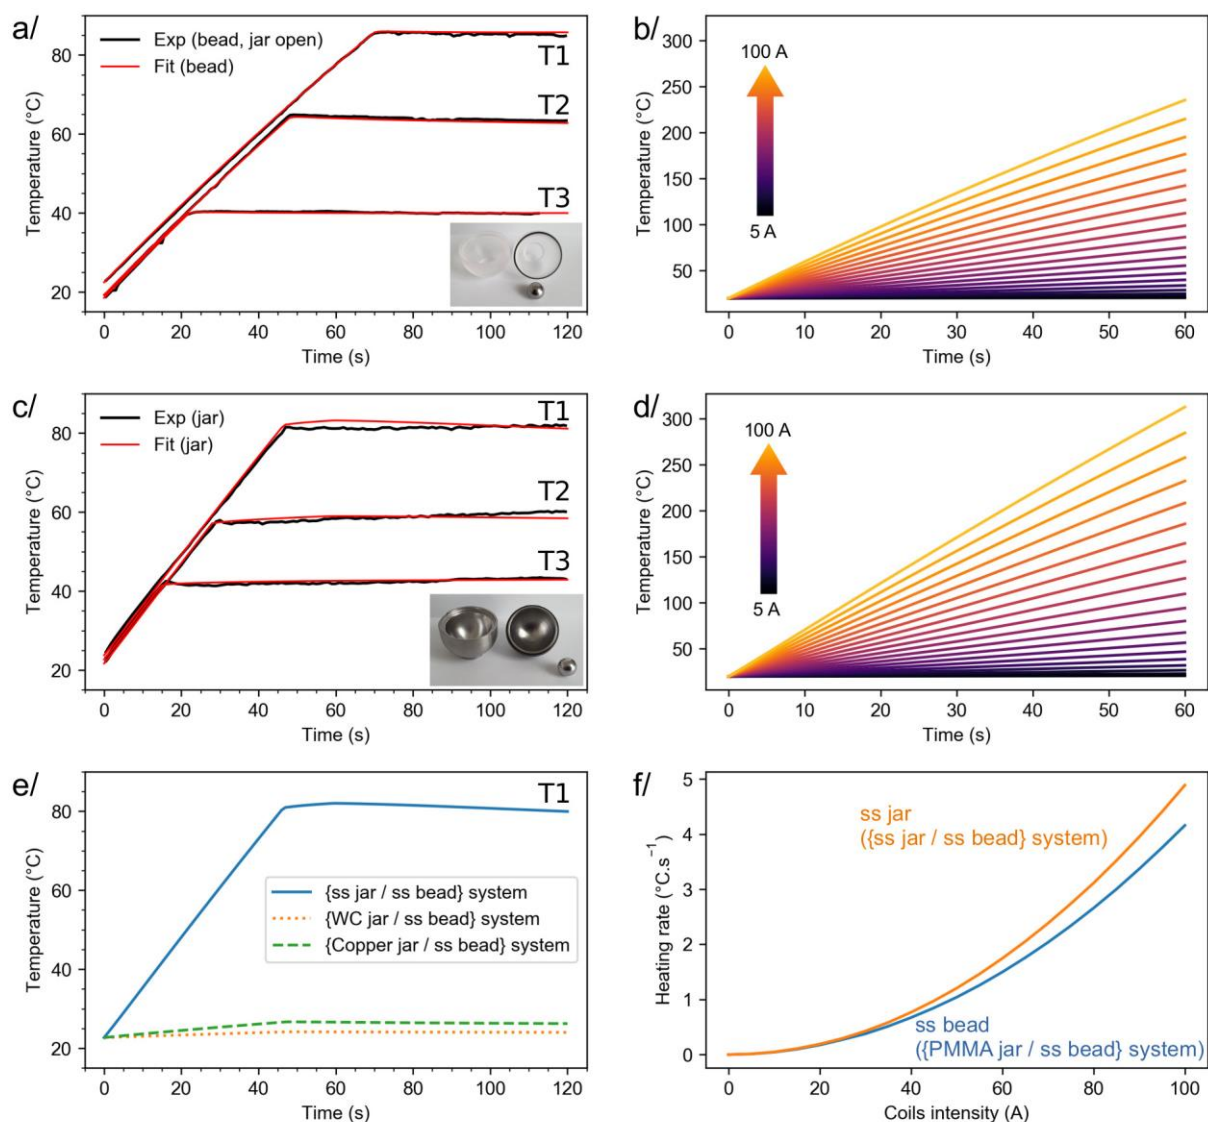 a/
Exp (bead, jar open)
Fit (bead)
T1
T2
T3
80
60
40
20
Temperature (°C)
0
20
40
60
80
100
120
Time (s)
b/
100 A
5 A
300
250
200
150
100
50
Temperature (°C)
0
10
20
30
30
40
50
60
Time (s)
c/
Exp (jar)
Fit (jar)
T1
T2
T3
80
60
40
20
Temperature (°C)
0
20
40
60
80
100
120
Time (s)
d/
100 A
5 A
300
250
200
150
100
50
Temperature (°C)
0
10
20
30
40
50
60
Time (s)
e/
T1
{ss jar / ss bead} system
{WC jar / ss bead} system
{Copper jar / ss bead} system
80
60
40
20
Temperature (°C)
0
20
40
60
80
100
120
Time (s)
f/
ss jar
({ss jar / ss bead} system)
ss bead
({PMMA jar / ss bead} system)
5
4
3
2
1
0
Heating rate (°C.s⁻¹)
0
20
40
60
80
100
Coils intensity (A)